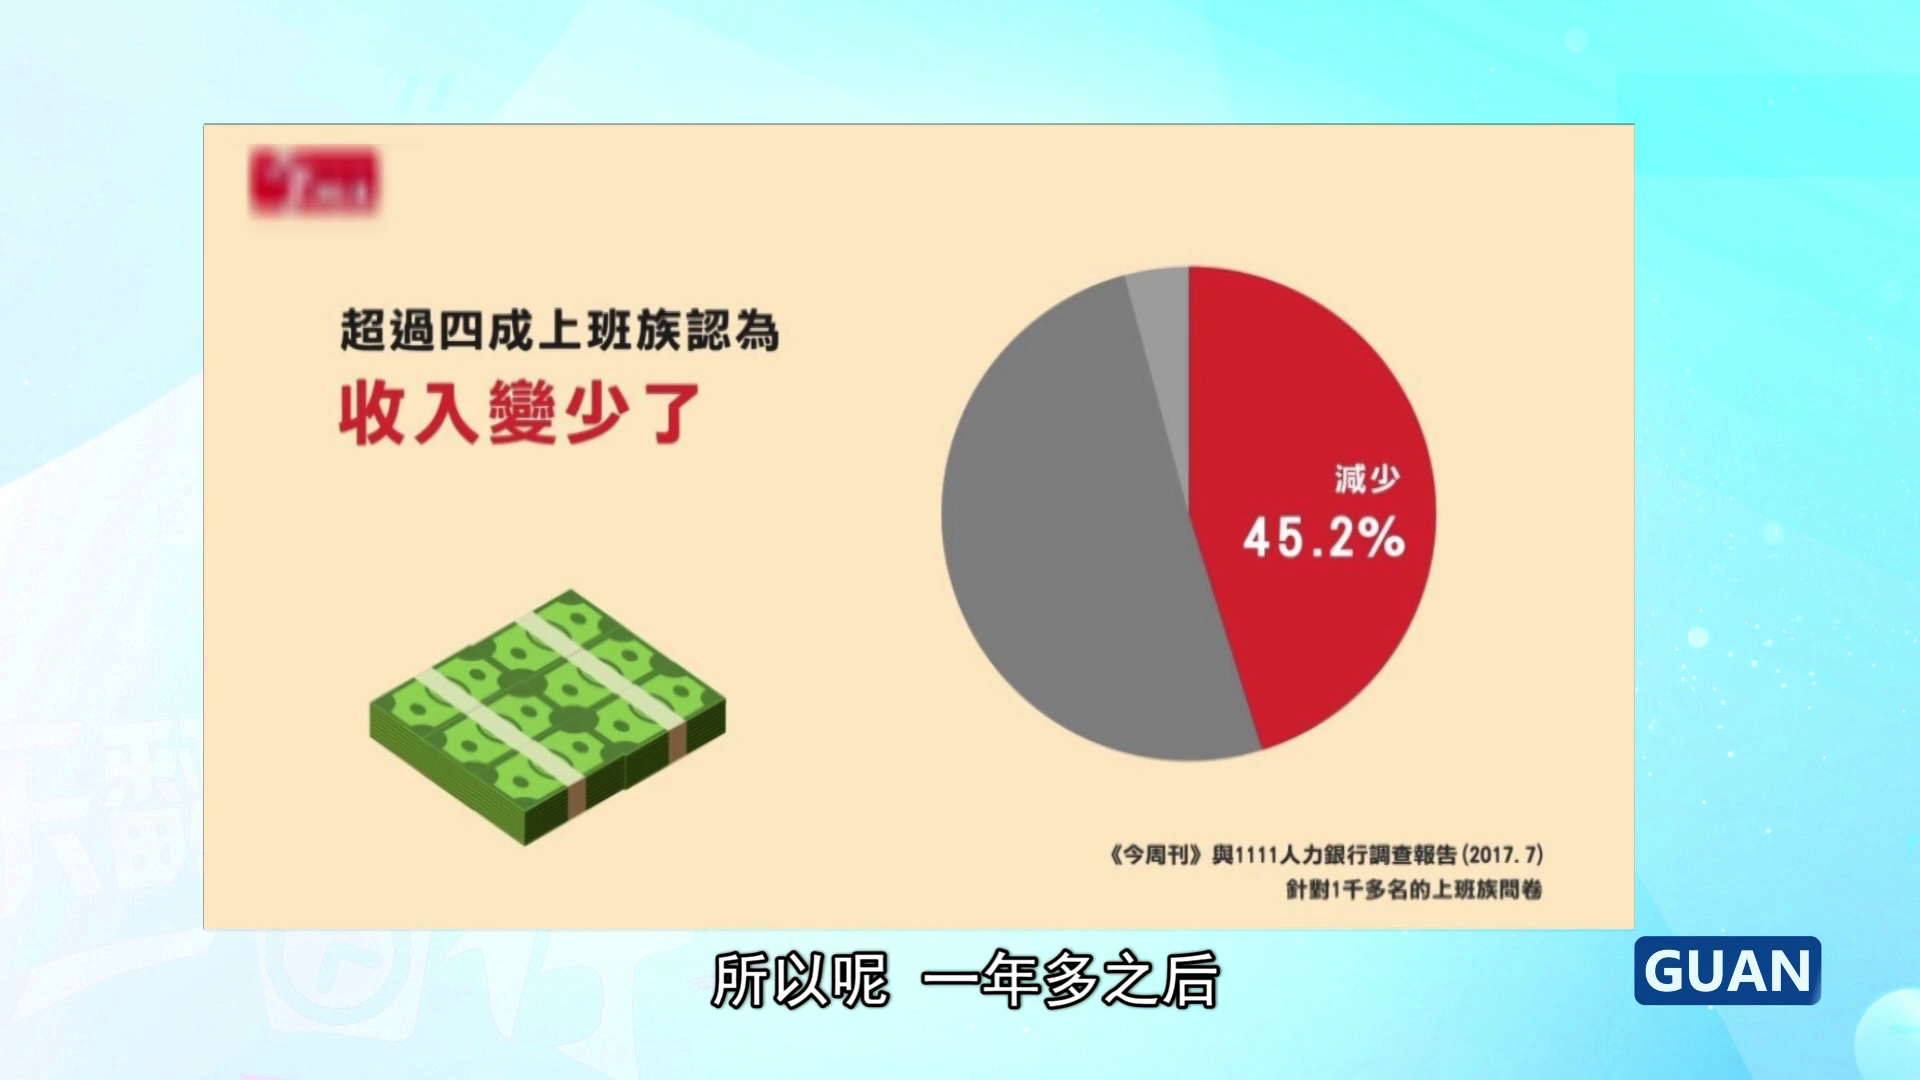 超過四成上班族認為
收入變少了
減少
45.2%
《今周刊》與1111人力銀行調查報告(2017.7)
針對1千多名的上班族問卷
所以呢 一年多之后
GUAN